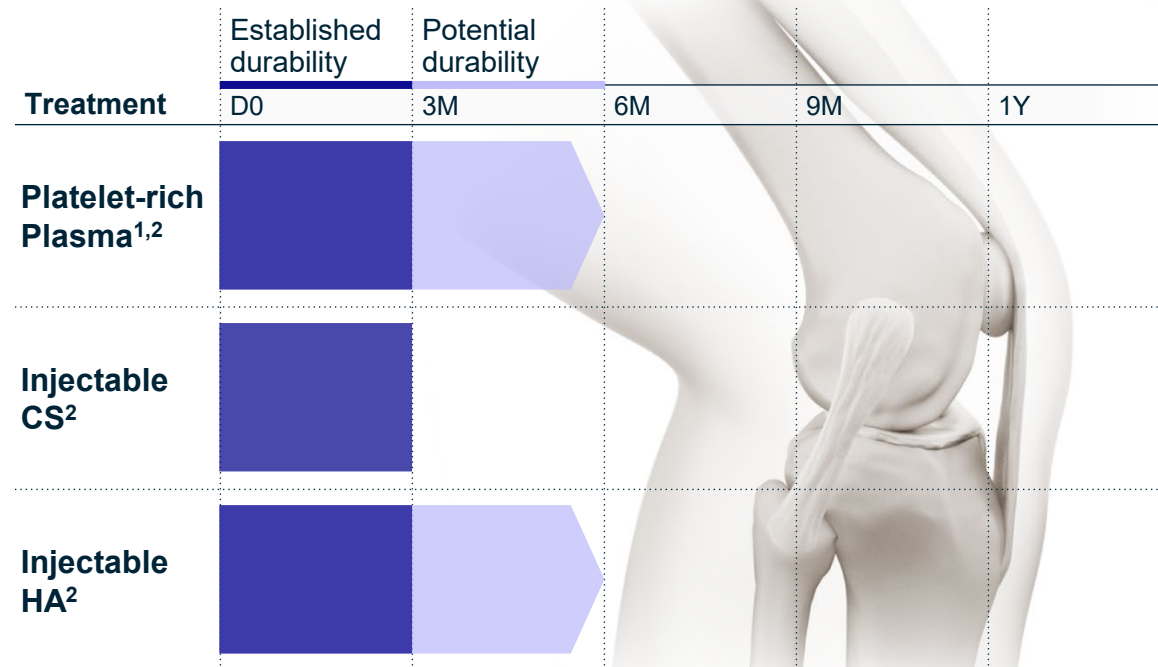 Established
durability
Potential
durability
Treatment D0 3M 6M 9M 1Y
Platelet-rich
Plasma1,2
Injectable
CS2
Injectable
HA2